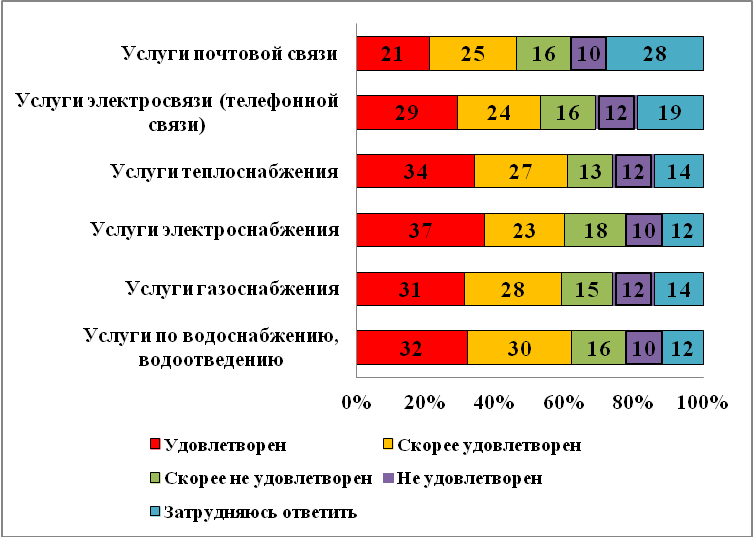 Услуги почтовой связи
21 25 16 10 28
Услуги электросвязи (телефонной
связи)
29 24 16 12 19
Услуги теплоснабжения
34 27 13 12 14
Услуги электроснабжения
37 23 18 10 12
Услуги газоснабжения
31 28 15 12 14
Услуги по водоснабжению,
водоотведению
32 30 16 10 12
0% 20% 40% 60% 80% 100%
Удовлетворен Скорее удовлетворен
Скорее не удовлетворен Не удовлетворен
Затрудняюсь ответить